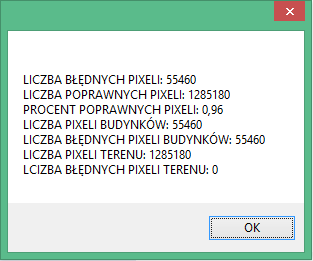 LICZBA BŁĘDNYCH PIXELI: 55460
LICZBA POPRAWNYCH PIXELI: 1285180
PROCENT POPRAWNYCH PIXELI: 0,96
LICZBA PIXELI BUDYNKÓW: 55460
LICZBA BŁĘDNYCH PIXELI BUDYNKÓW: 55460
LICZBA PIXELI TERENU: 1285180
LCIZBA BŁĘDNYCH PIXELI TERENU: 0
OK